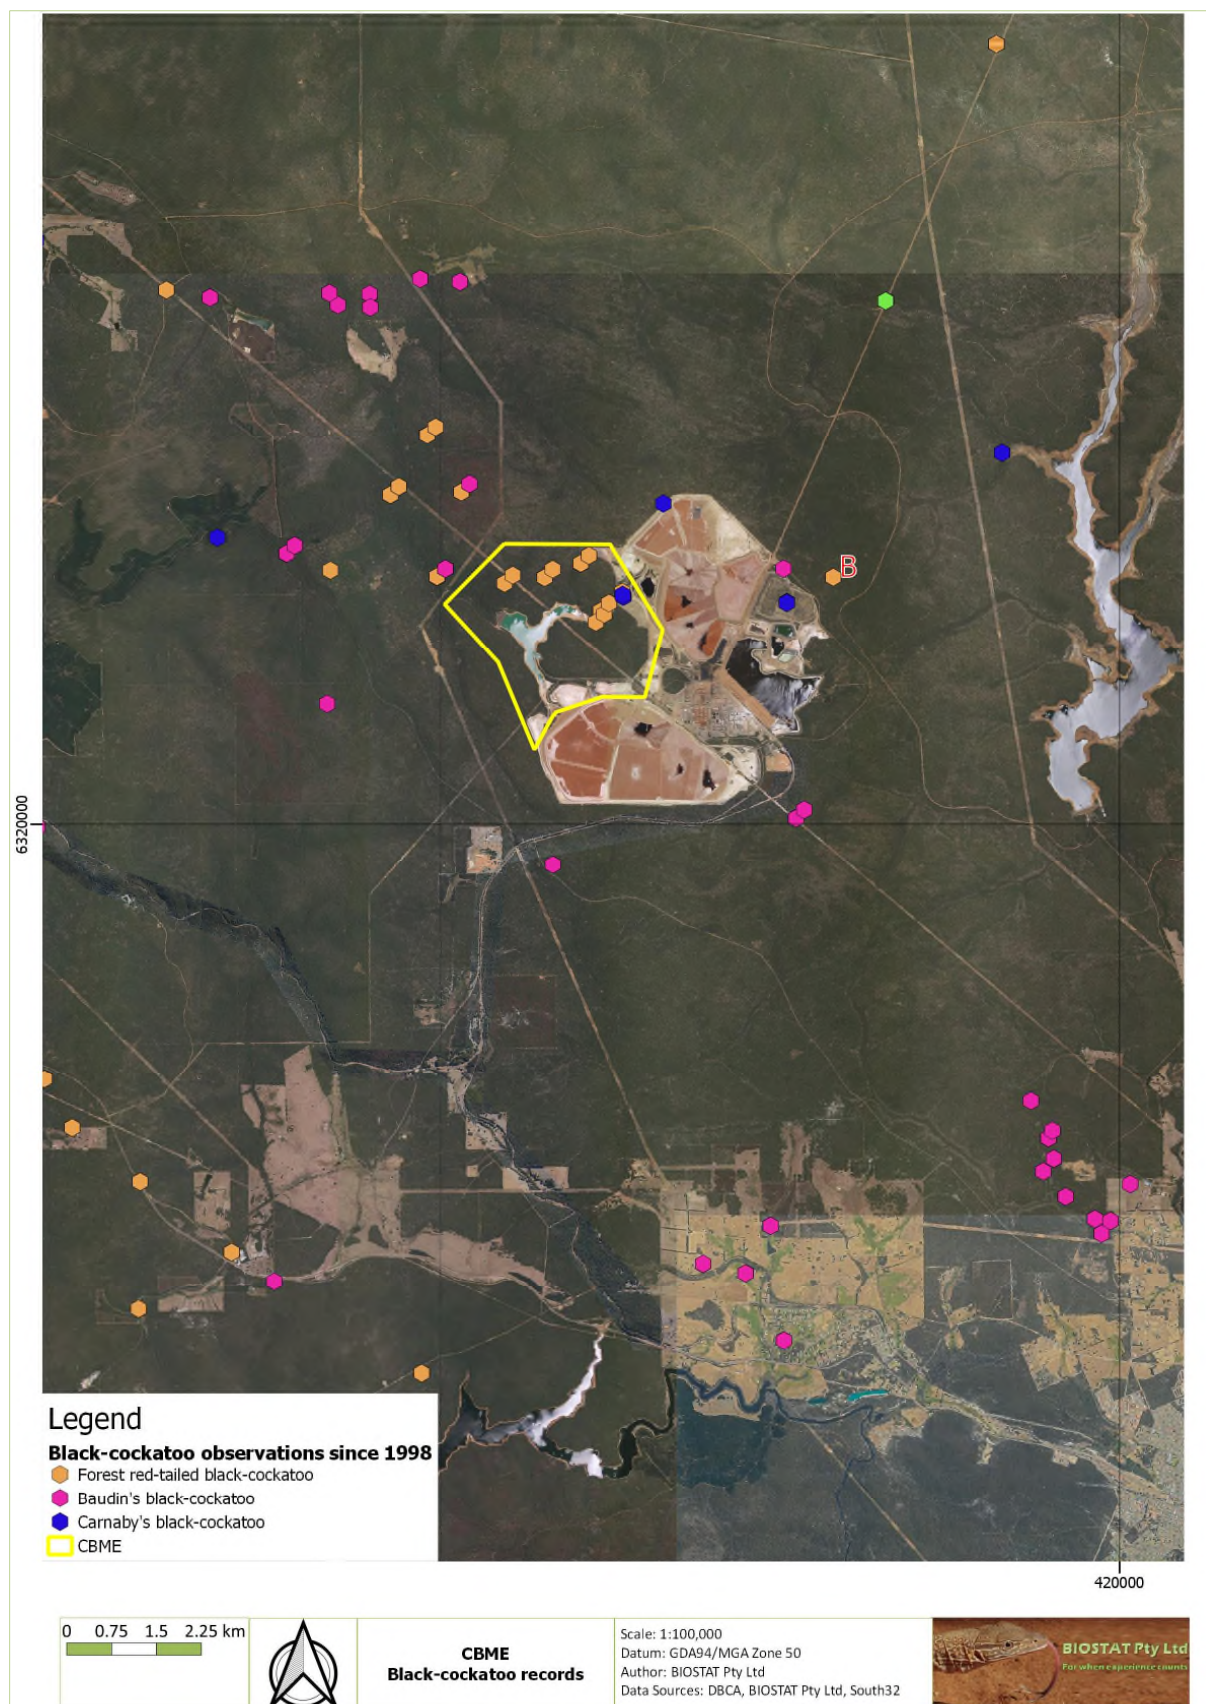 B
6320000
Legend
Black-cockatoo observations since 1998
Forest red-tailed black-cockatoo
Baudin's black-cockatoo
Carnaby's black-cockatoo
CBME
420000
0 0.75 1.5 2.25 km
CBME
Black-cockatoo records
Scale: 1:100,000
Datum: GDA94/MGA Zone 50
Author: BIOSTAT Pty Ltd
Data Sources: DBCA, BIOSTAT Pty Ltd, South32
BIOSTAT Pty Ltd
For when experience counts